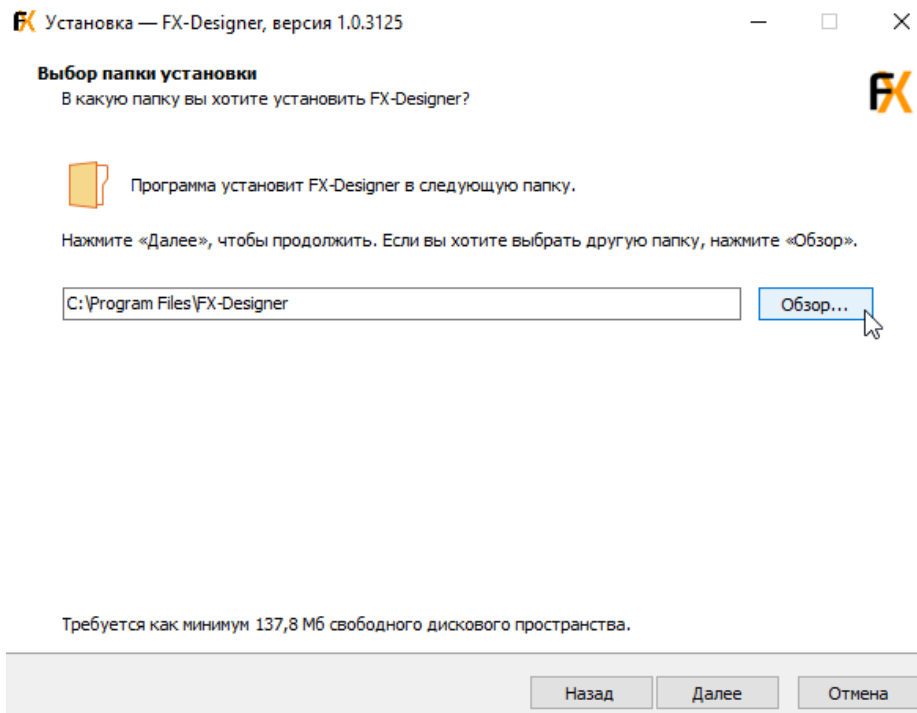 FX Установка — FX-Designer, версия 1.0.3125
Выбор папки установки
В какую папку вы хотите установить FX-Designer?
FX
Программа установит FX-Designer в следующую папку.
Нажмите «Далее», чтобы продолжить. Если вы хотите выбрать другую папку, нажмите «Обзор».
C:\Program Files\FX-Designer Обзор...
Требуется как минимум 137,8 Мб свободного дискового пространства.
Назад Далее Отмена